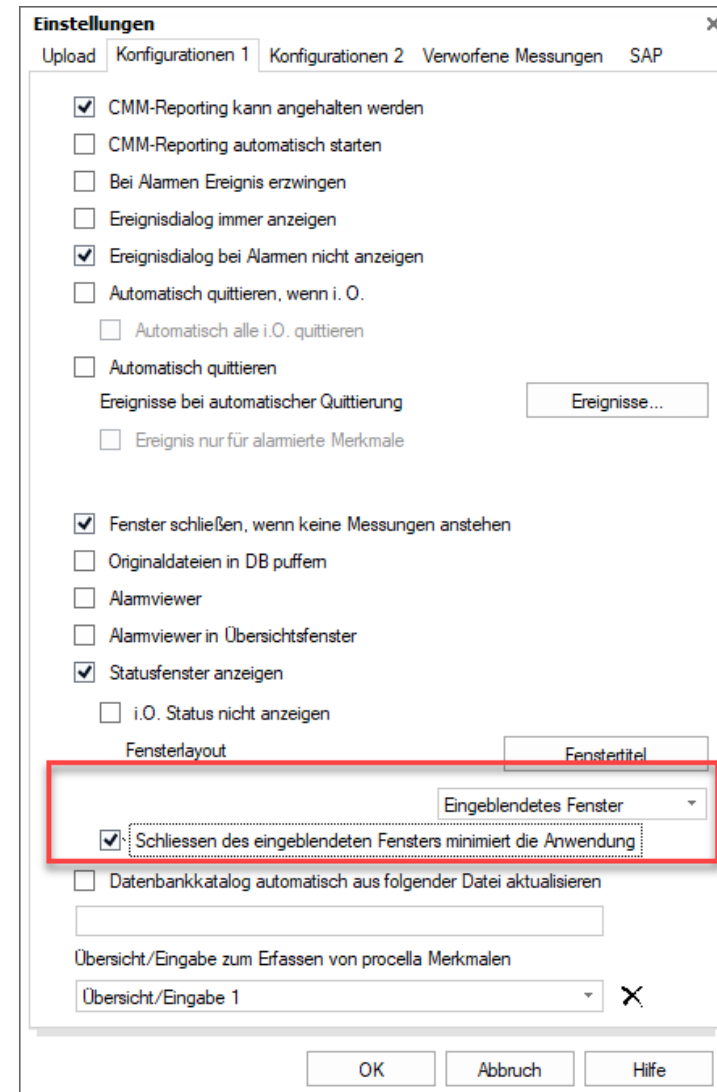 Einstellungen
Upload Konfigurationen 1 Konfigurationen 2 Verworfene Messungen SAP
CMM-Reporting kann angehalten werden
CMM-Reporting automatisch starten
Bei Alarmen Ereignis erzwingen
Ereignisdialog immer anzeigen
Ereignisdialog bei Alarmen nicht anzeigen
Automatisch quittieren, wenn i. O.
Automatisch alle i.O. quittieren
Automatisch quittieren
Ereignisse bei automatischer Quittierung Ereignisse...
Ereignis nur für alarmierte Merkmale
Fenster schließen, wenn keine Messungen anstehen
Originaldateien in DB puffern
Alarmviewer
Alarmviewer in Übersichtsfenster
Statusfenster anzeigen
i.O. Status nicht anzeigen
Fensterlayout Fenstertitel
Eingeblendetes Fenster
Schliessen des eingeblendeten Fensters minimiert die Anwendung
Datenbankkatalog automatisch aus folgender Datei aktualisieren
Übersicht/Eingabe zum Erfassen von procella Merkmalen
Übersicht/Eingabe 1
OK Abbruch Hilfe